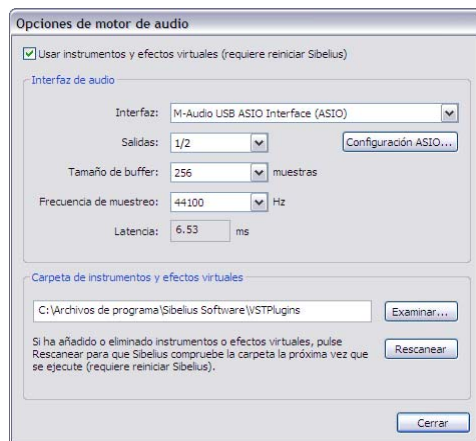 Opciones de motor de audio
Usar instrumentos y efectos virtuales (requiere reiniciar Sibelius)
Interfaz de audio
Interfaz: M-Audio USB ASIO Interface (ASIO)
Salidas: 1/2 Configuración ASIO...
Tamaño de buffer: 256 muestras
Frecuencia de muestreo: 44100 Hz
Latencia: 6.53 ms
Carpeta de instrumentos y efectos virtuales
C:\Archivos de programa\Sibelius Software\VSTPlugins Examinar...
Si ha añadido o eliminado instrumentos o efectos virtuales, pulse
Rescanear para que Sibelius compruebe la carpeta la próxima vez que
se ejecute (requiere reiniciar Sibelius).
Rescanear
Cerrar